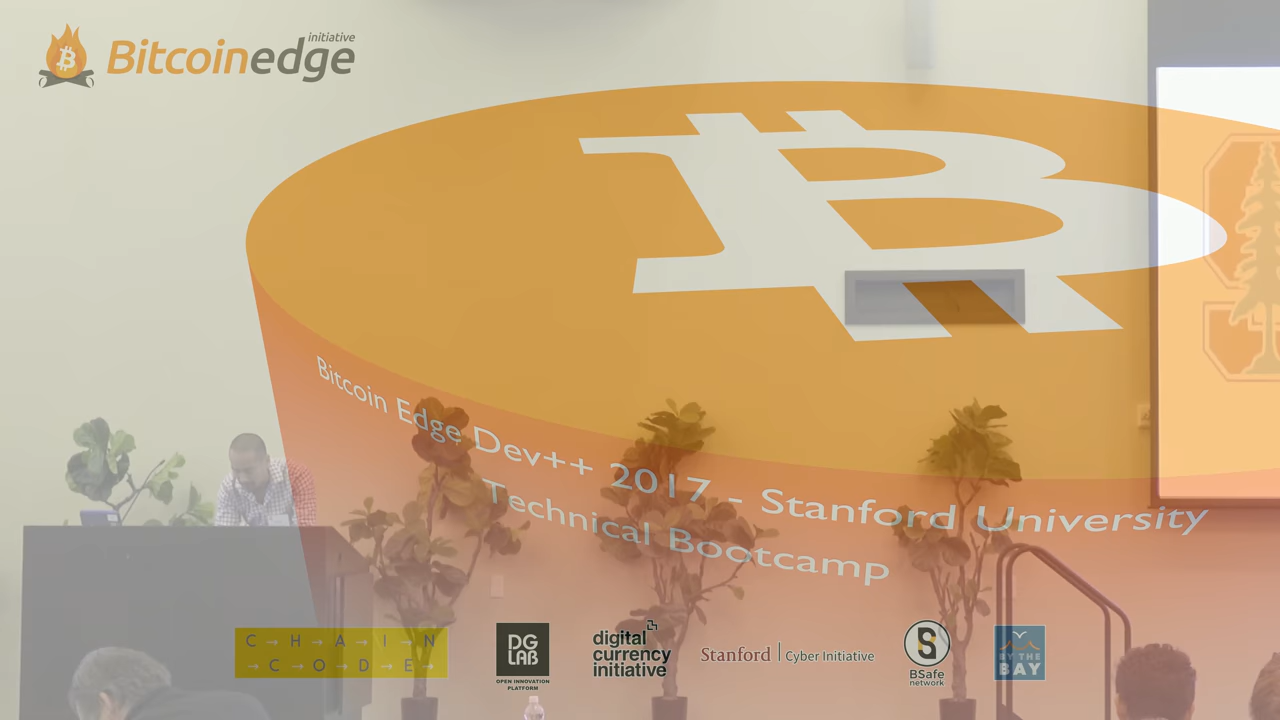 initiative
Bitcoinedge
Bitcoin Edge Dev++ 2017 - Stanford University
Technical Bootcamp
C→H→A→I→N
→C→O→D→E→
DG
LAB
OPEN INNOVATION
PLATFORM
digital
currency
initiative
Stanford | Cyber Initiative
BSafe
network
BY THE
BAY